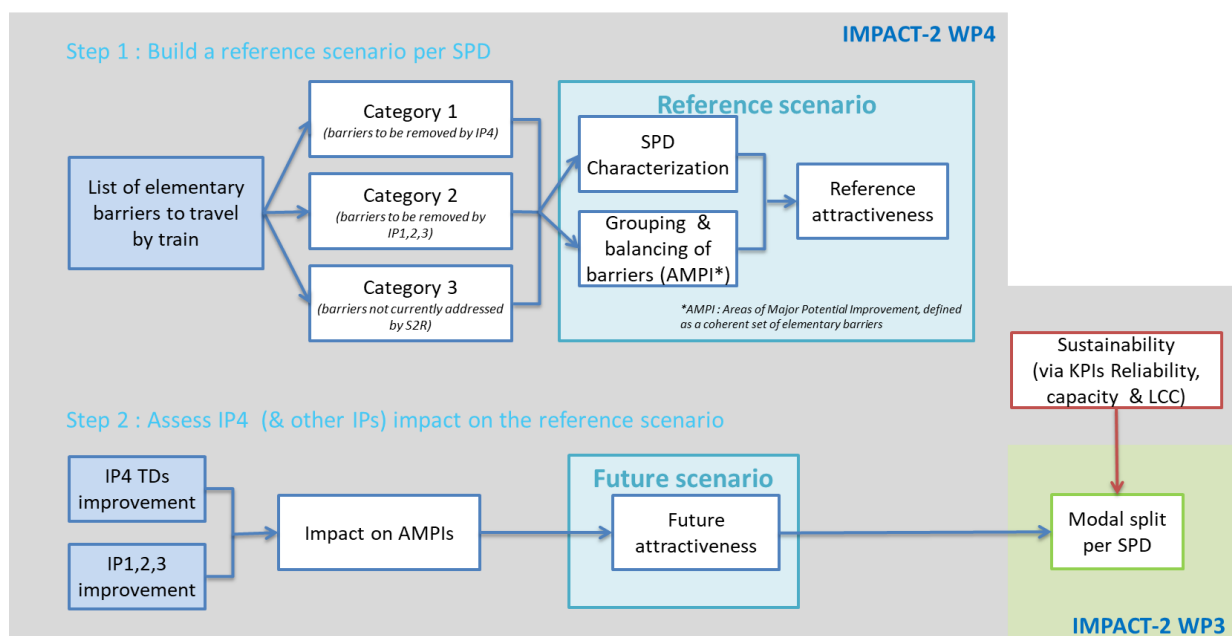 IMPACT-2 WP4
Step 1 : Build a reference scenario per SPD
List of elementary
barriers to travel
by train
Category 1
(barriers to be removed by IP4)
Category 2
(barriers to be removed by
IP1,2,3)
Category 3
(barriers not currently addressed
by S2R)
Reference scenario
SPD
Characterization
Grouping & 
balancing of
barriers (AMPI*)
Reference
attractiveness
*AMPI : Areas of Major Potential Improvement, defined
as a coherent set of elementary barriers
Sustainability
(via KPIs Reliability,
capacity & LCC)
Step 2 : Assess IP4 (& other IPs) impact on the reference scenario
IP4 TDs
improvement
IP1,2,3
improvement
Impact on AMPIs
Future scenario
Future
attractiveness
Modal split
per SPD
IMPACT-2 WP3